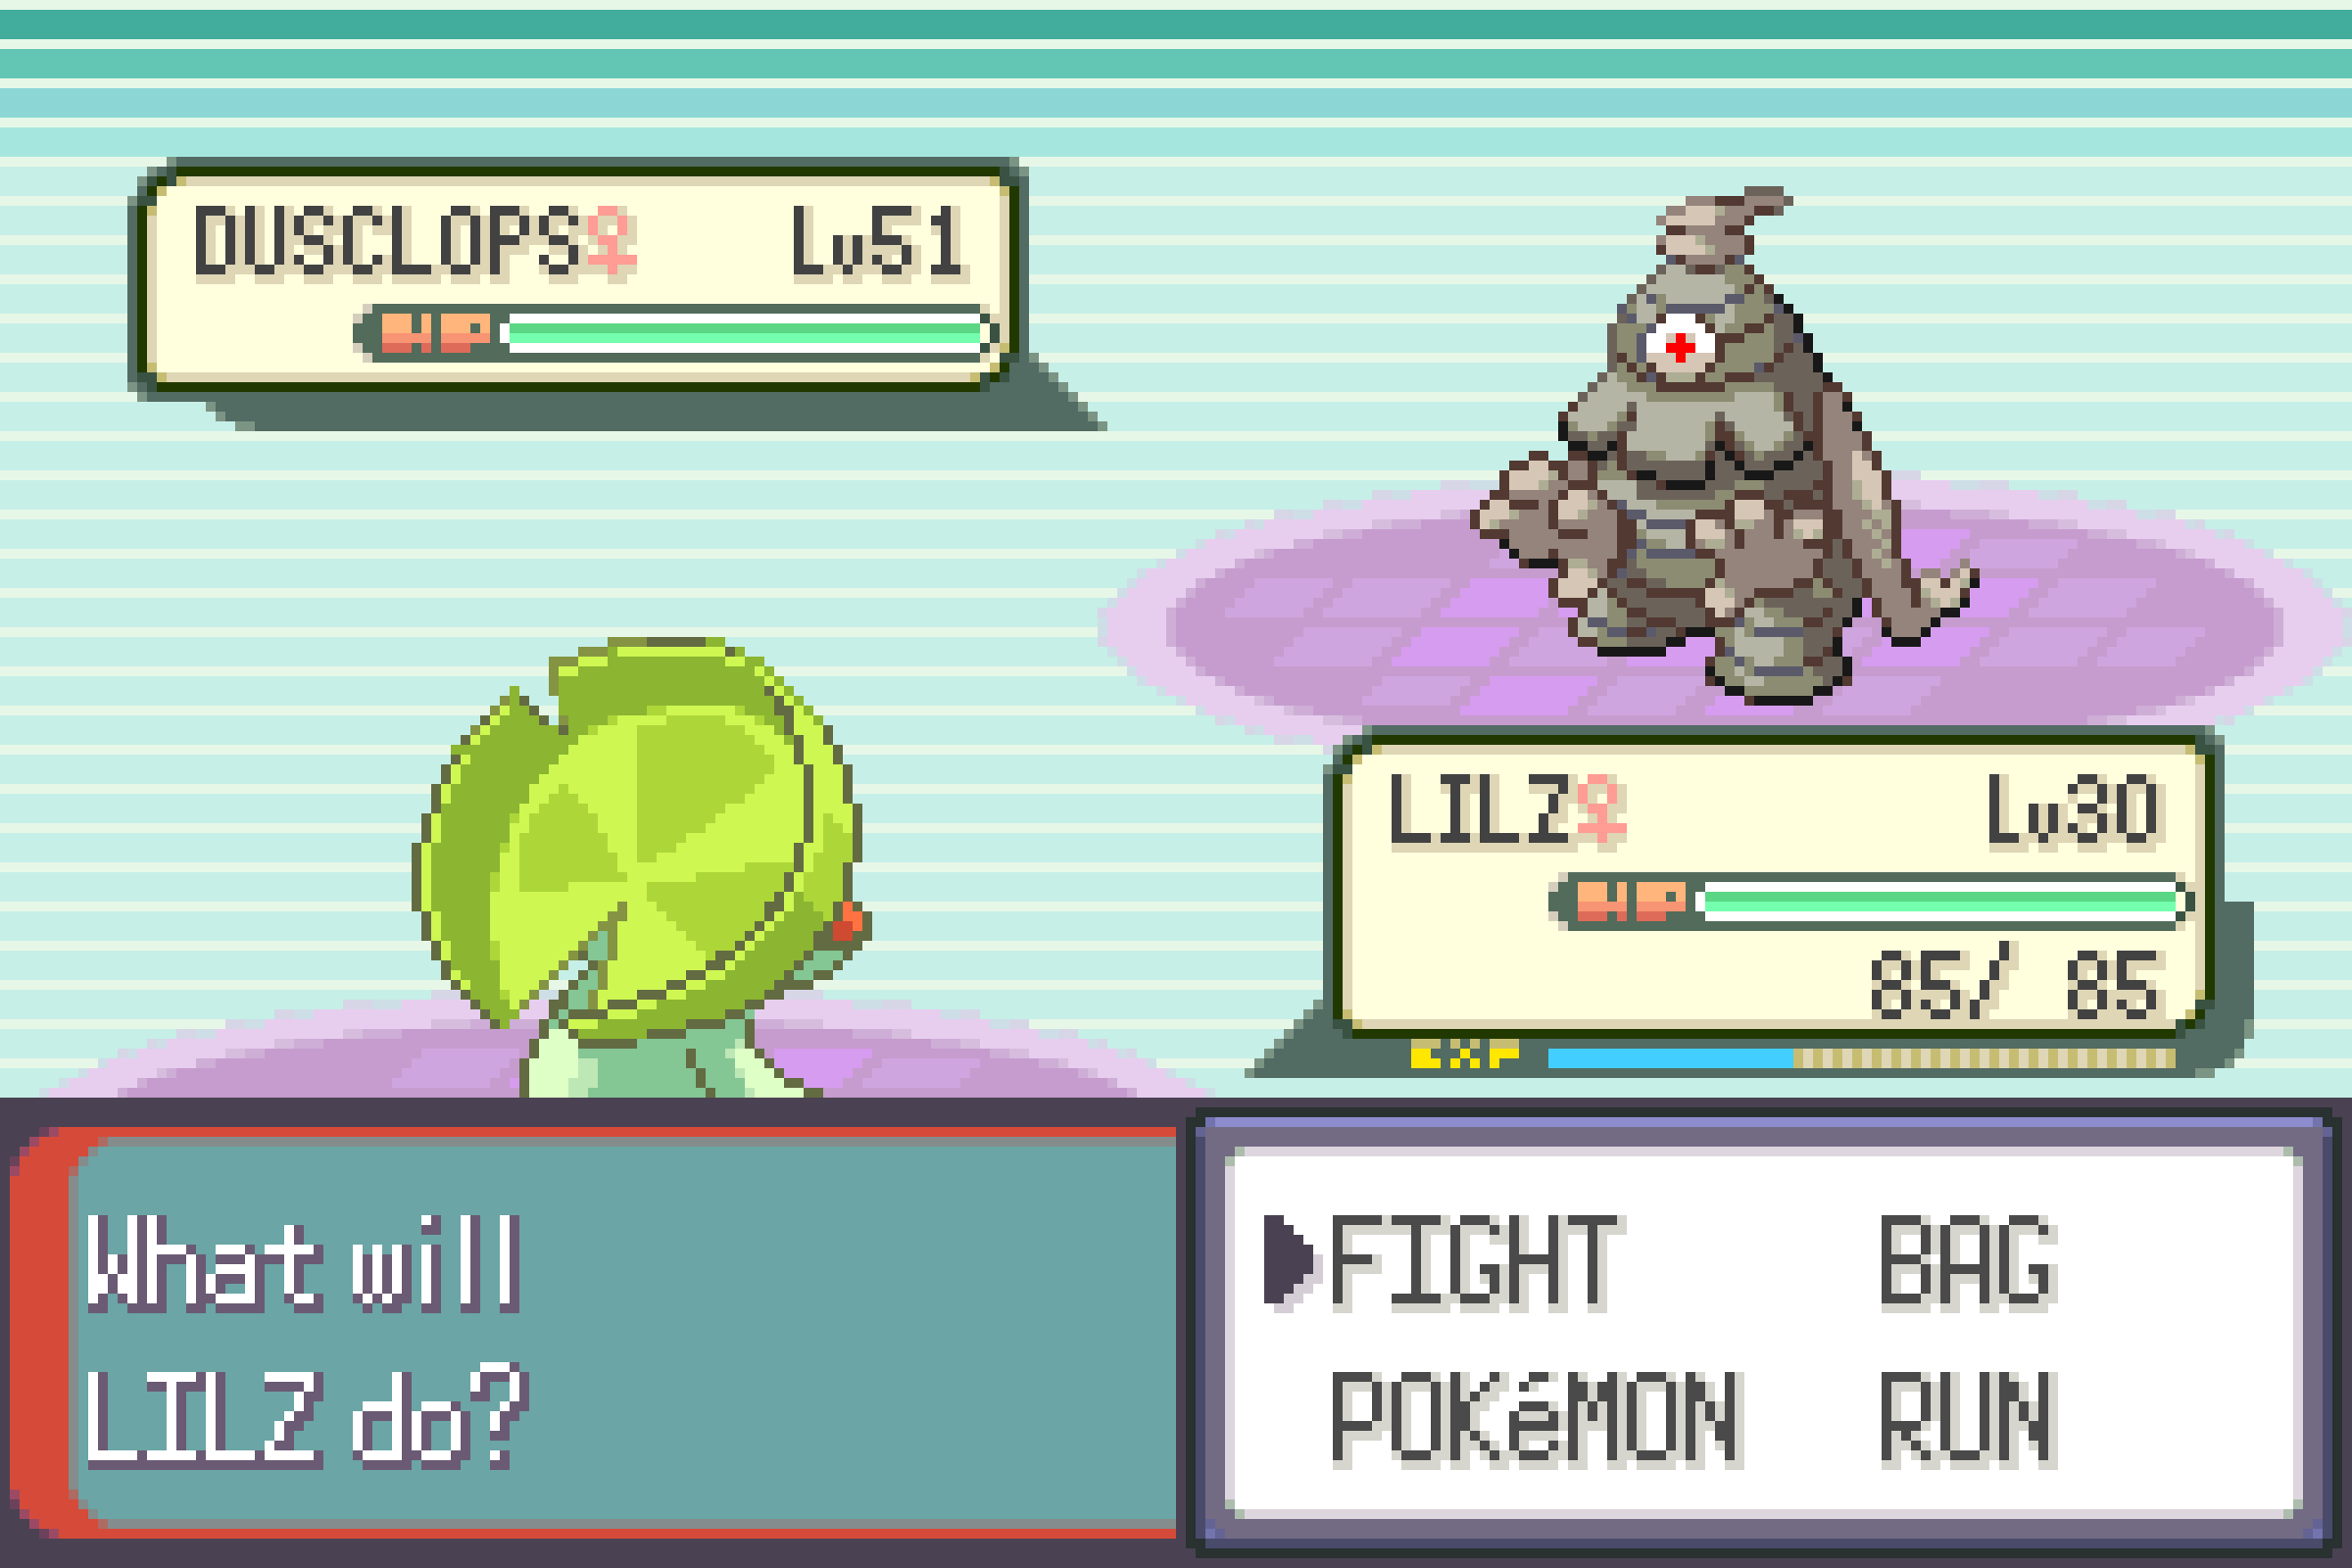 DUSCLOPS♀ Lv51
HP
LILZ♀ Lv30
HP
85/ 85
EXP
What will
LILZ do?
FIGHT BAG
POKéMON RUN